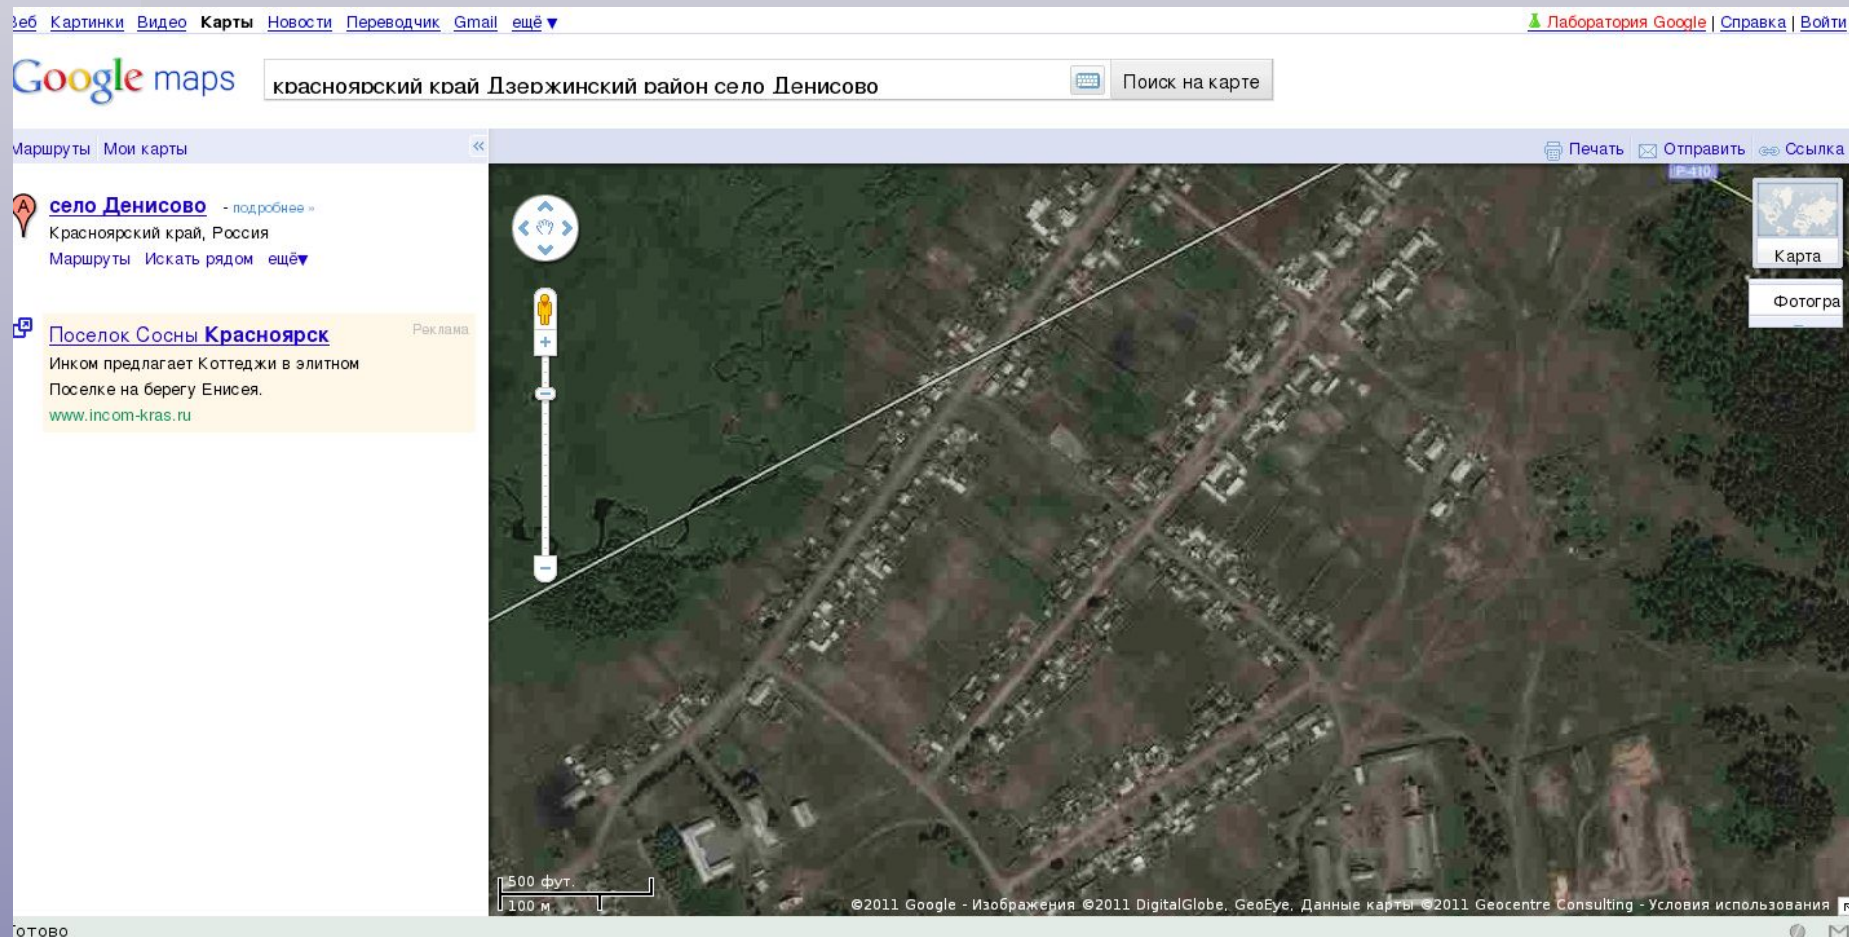 Веб Картинки Видео Карты Новости Переводчик Gmail ещё ▼
Лаборатория Google | Справка | Войти
Google maps
красноярский край Дзержинский район село Денисово
Поиск на карте
Маршруты Мои карты
«
Печать Отправить Ссылка
A
село Денисово - подробнее »
Красноярский край, Россия
Маршруты Искать рядом ещё▼
Поселок Сосны Красноярск
Реклама
Инком предлагает Коттеджи в элитном
Поселке на берегу Енисея.
www.incom-kras.ru
Р-410
Карта
Фотогра
500 фут.
100 м
©2011 Google - Изображения ©2011 DigitalGlobe, GeoEye, Данные карты ©2011 Geocentre Consulting - Условия использования
Готово